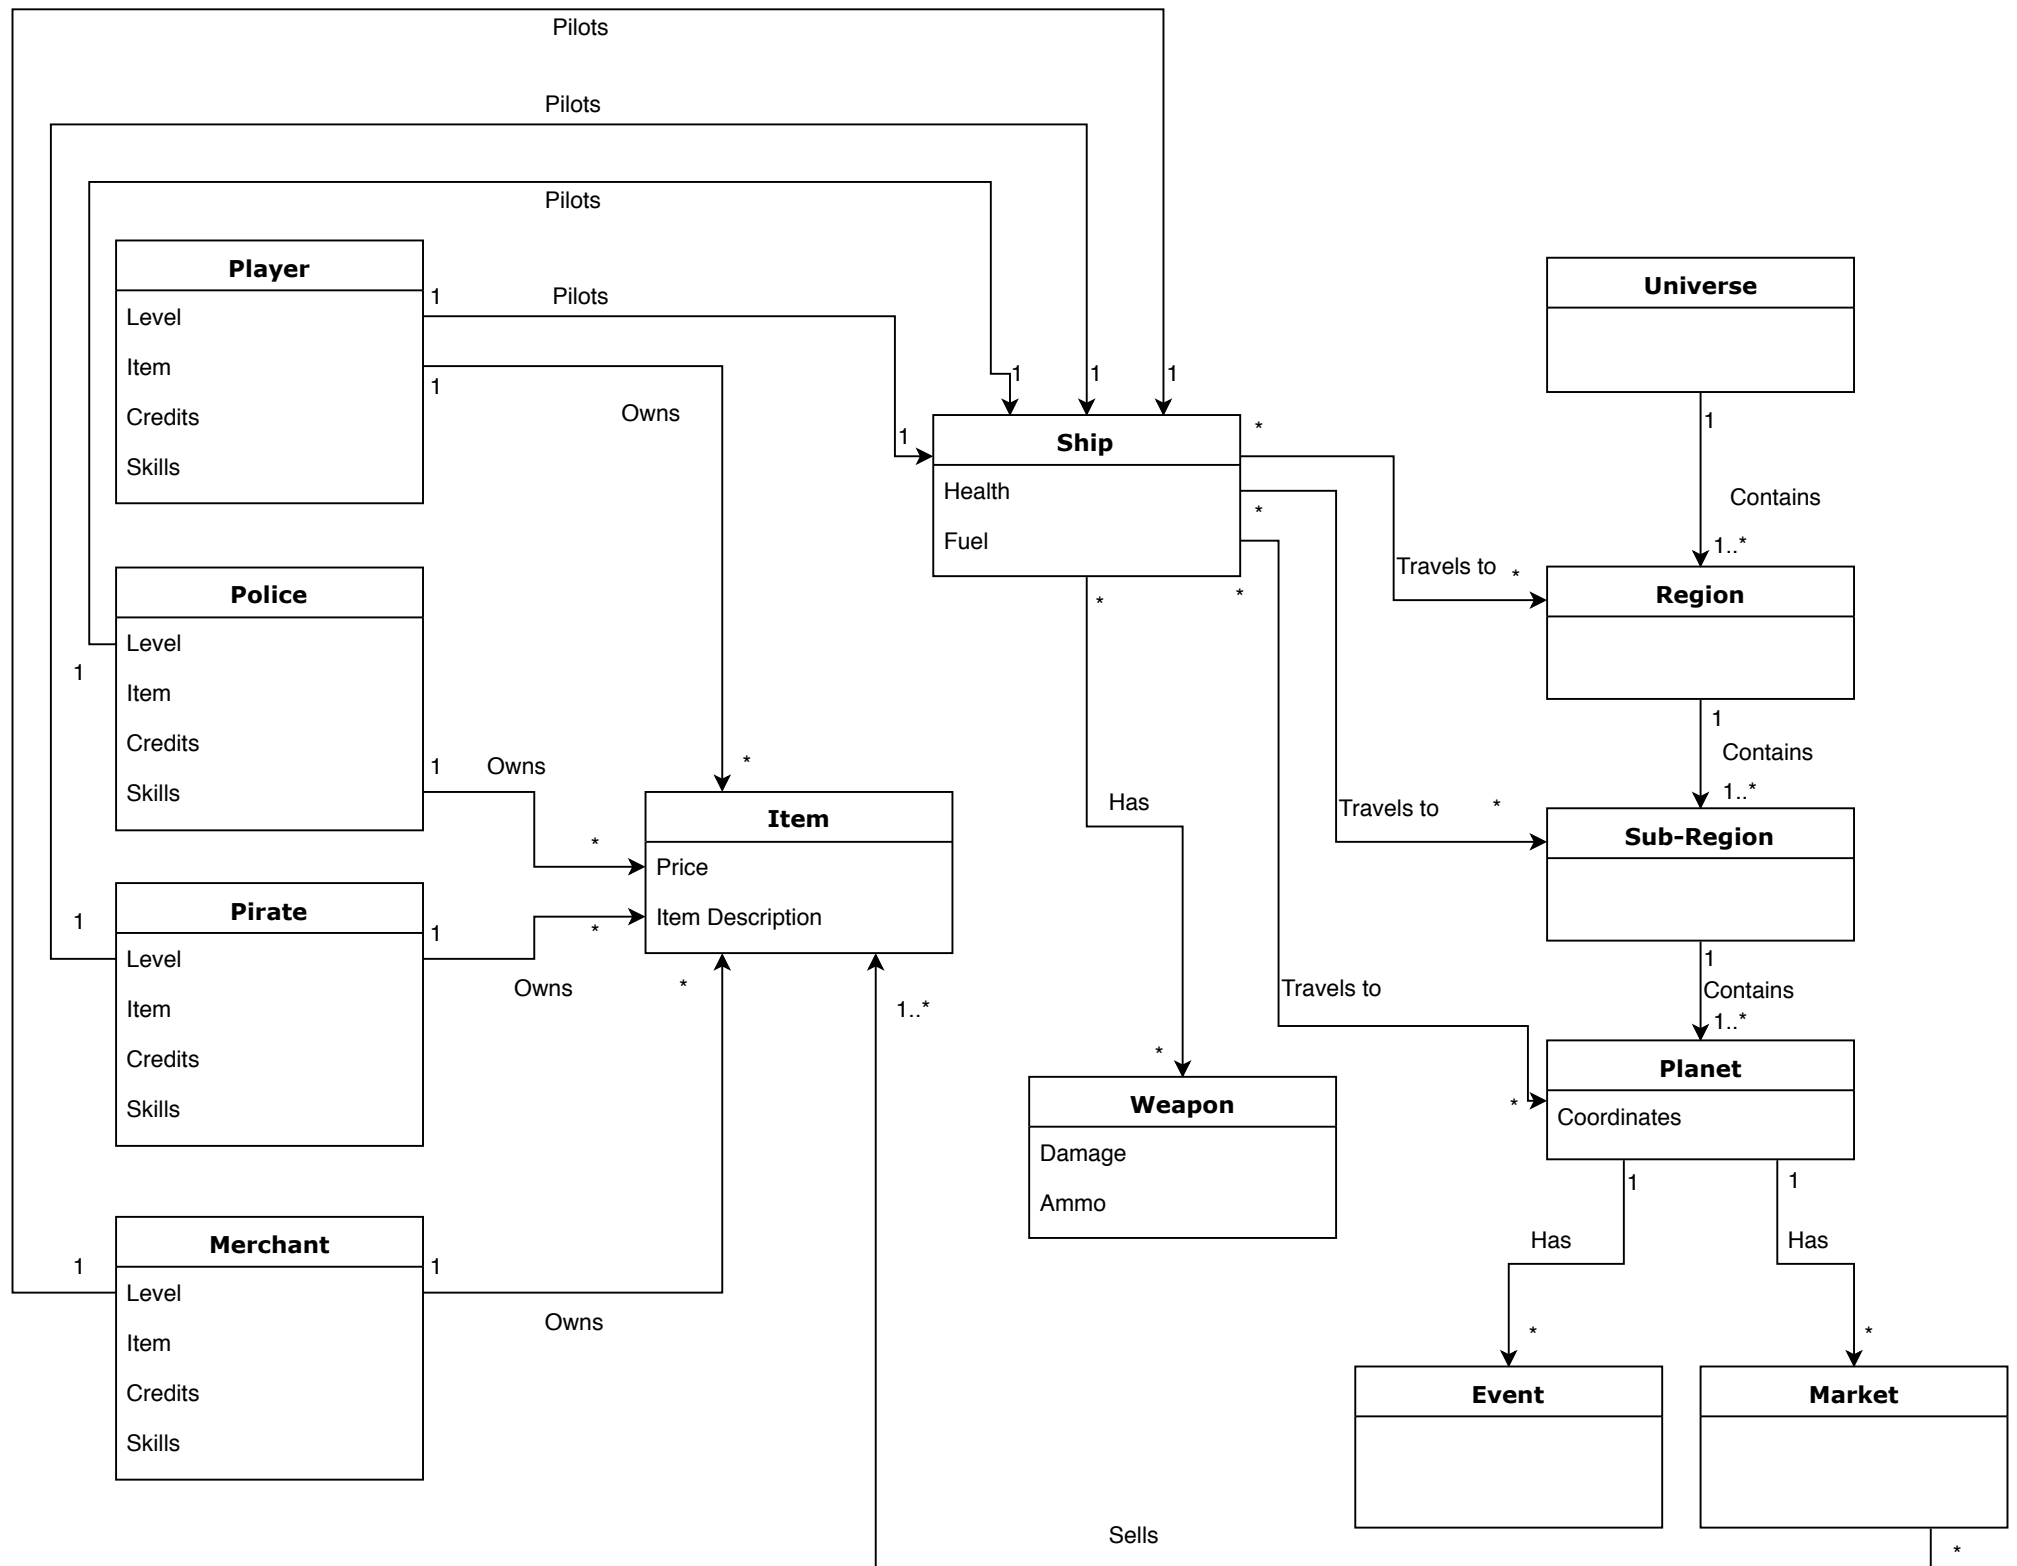 Pilots
Pilots
Pilots
Player
Level
Item
Credits
Skills
1
Pilots
1
Owns
*
1
1
1
1
Ship
Health
Fuel
*
*
*
*
Universe
1
Contains
1..*
Travels to
*
Region
1
Contains
1..*
Police
Level
Item
Credits
Skills
1
1
Owns
*
Item
Price
Item Description
Has
*
Travels to
*
Sub-Region
1
Contains
1..*
Pirate
Level
Item
Credits
Skills
1
1
*
Owns
*
1..*
Travels to
*
Planet
Coordinates
Weapon
Damage
Ammo
1
1
Has
Has
Merchant
Level
Item
Credits
Skills
1
1
Owns
*
*
Event
Market
Sells
*